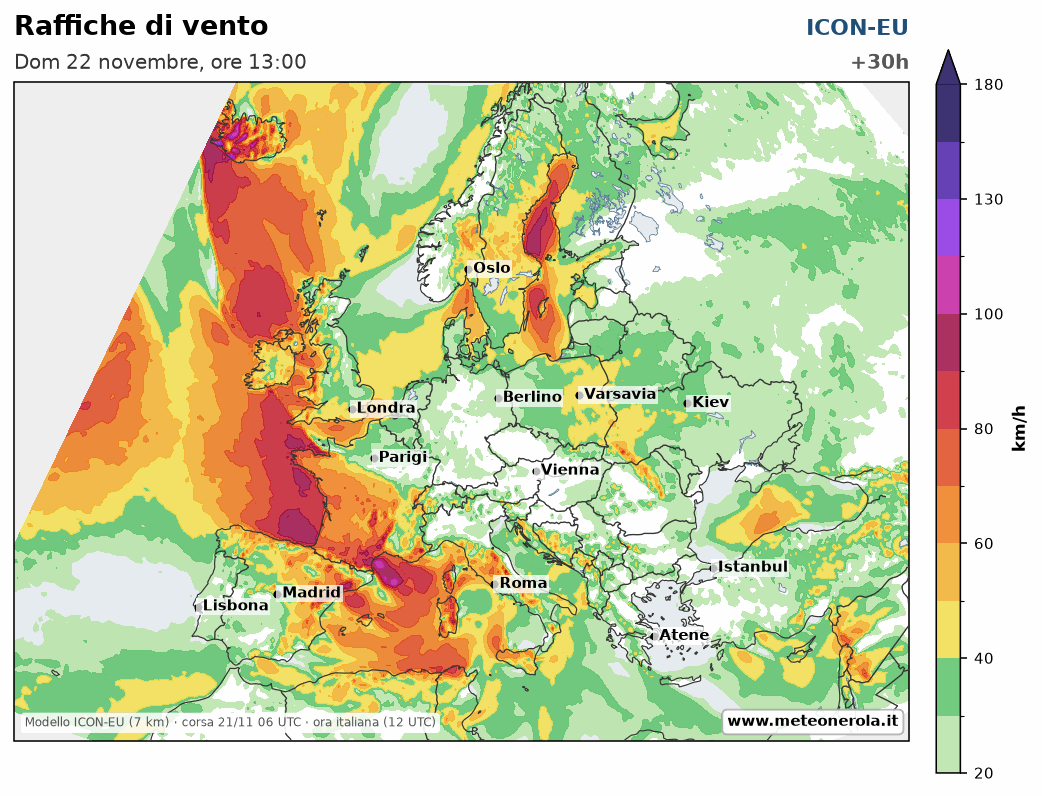 Raffiche di vento
ICON-EU
Dom 22 novembre, ore 13:00
+30h
180
130
100
80
60
40
20
km/h
Oslo
Berlino
Varsavia
Kiev
Londra
Parigi
Vienna
Istanbul
Roma
Madrid
Lisbona
Atene
Modello ICON-EU (7 km) · corsa 21/11 06 UTC · ora italiana (12 UTC)
www.meteonerola.it